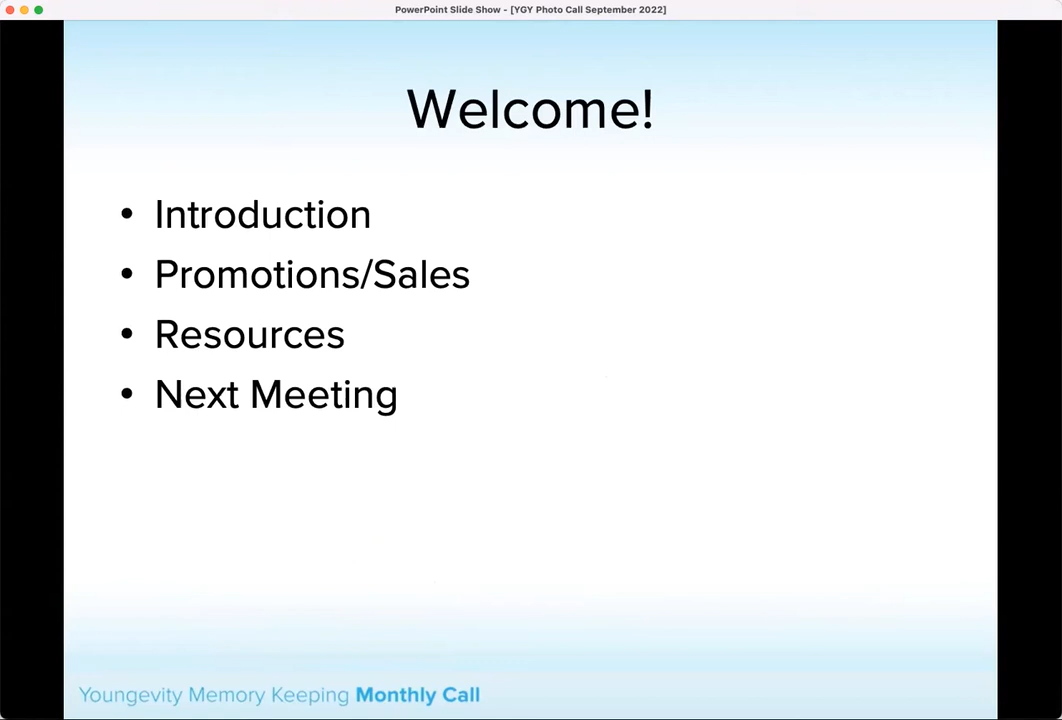 PowerPoint Slide Show - [YGY Photo Call September 2022]
Welcome!
• Introduction
• Promotions/Sales
• Resources
• Next Meeting
Youngevity Memory Keeping Monthly Call